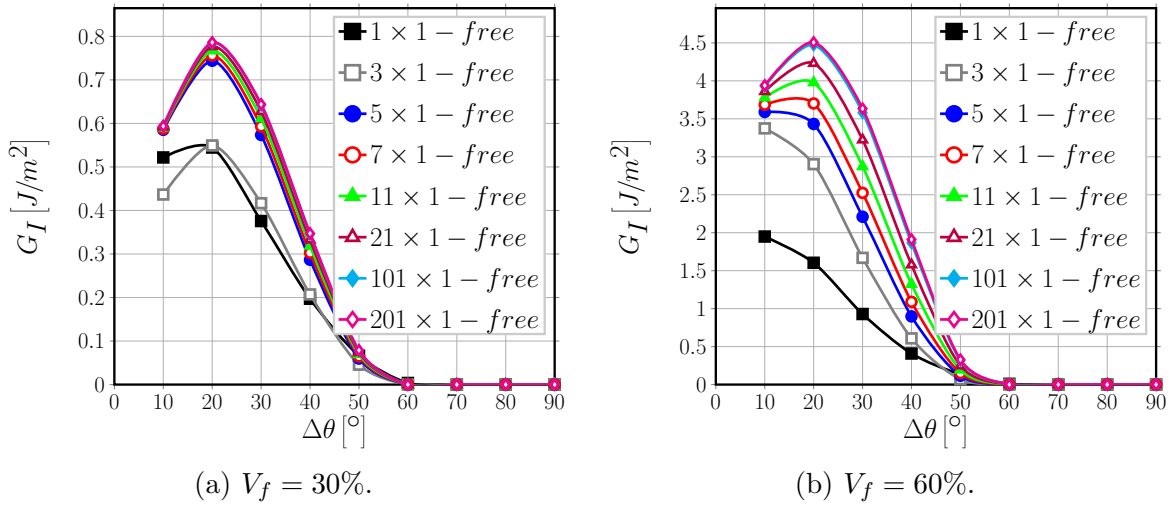 G_I [J/m²]
0.8
0.7
0.6
0.5
0.4
0.3
0.2
0.1
0
0 10 20 30 40 50 60 70 80 90
Δθ [°]
1 × 1 − free
3 × 1 − free
5 × 1 − free
7 × 1 − free
11 × 1 − free
21 × 1 − free
101 × 1 − free
201 × 1 − free
(a) V_f = 30%.
G_I [J/m²]
4.5
4
3.5
3
2.5
2
1.5
1
0.5
0
0 10 20 30 40 50 60 70 80 90
Δθ [°]
1 × 1 − free
3 × 1 − free
5 × 1 − free
7 × 1 − free
11 × 1 − free
21 × 1 − free
101 × 1 − free
201 × 1 − free
(b) V_f = 60%.